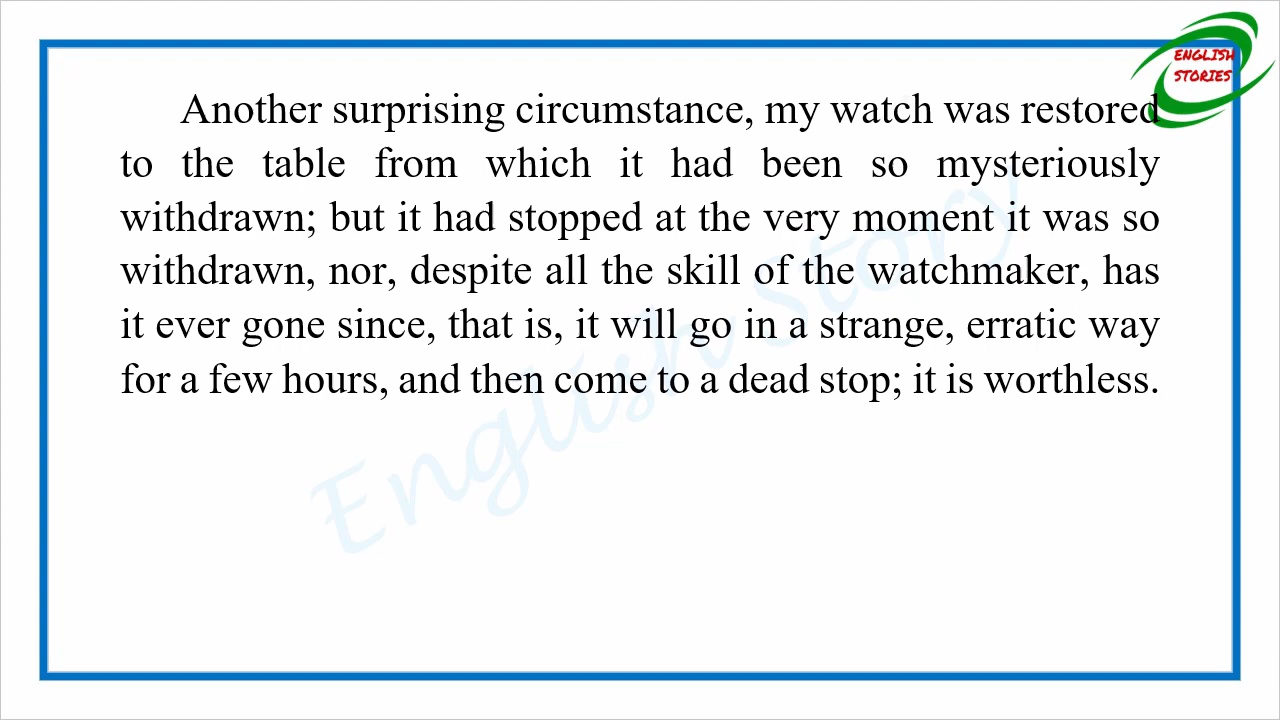 ENGLISH
STORIES
Another surprising circumstance, my watch was restored
to the table from which it had been so mysteriously
withdrawn; but it had stopped at the very moment it was so
withdrawn, nor, despite all the skill of the watchmaker, has
it ever gone since, that is, it will go in a strange, erratic way
for a few hours, and then come to a dead stop; it is worthless.
English Story